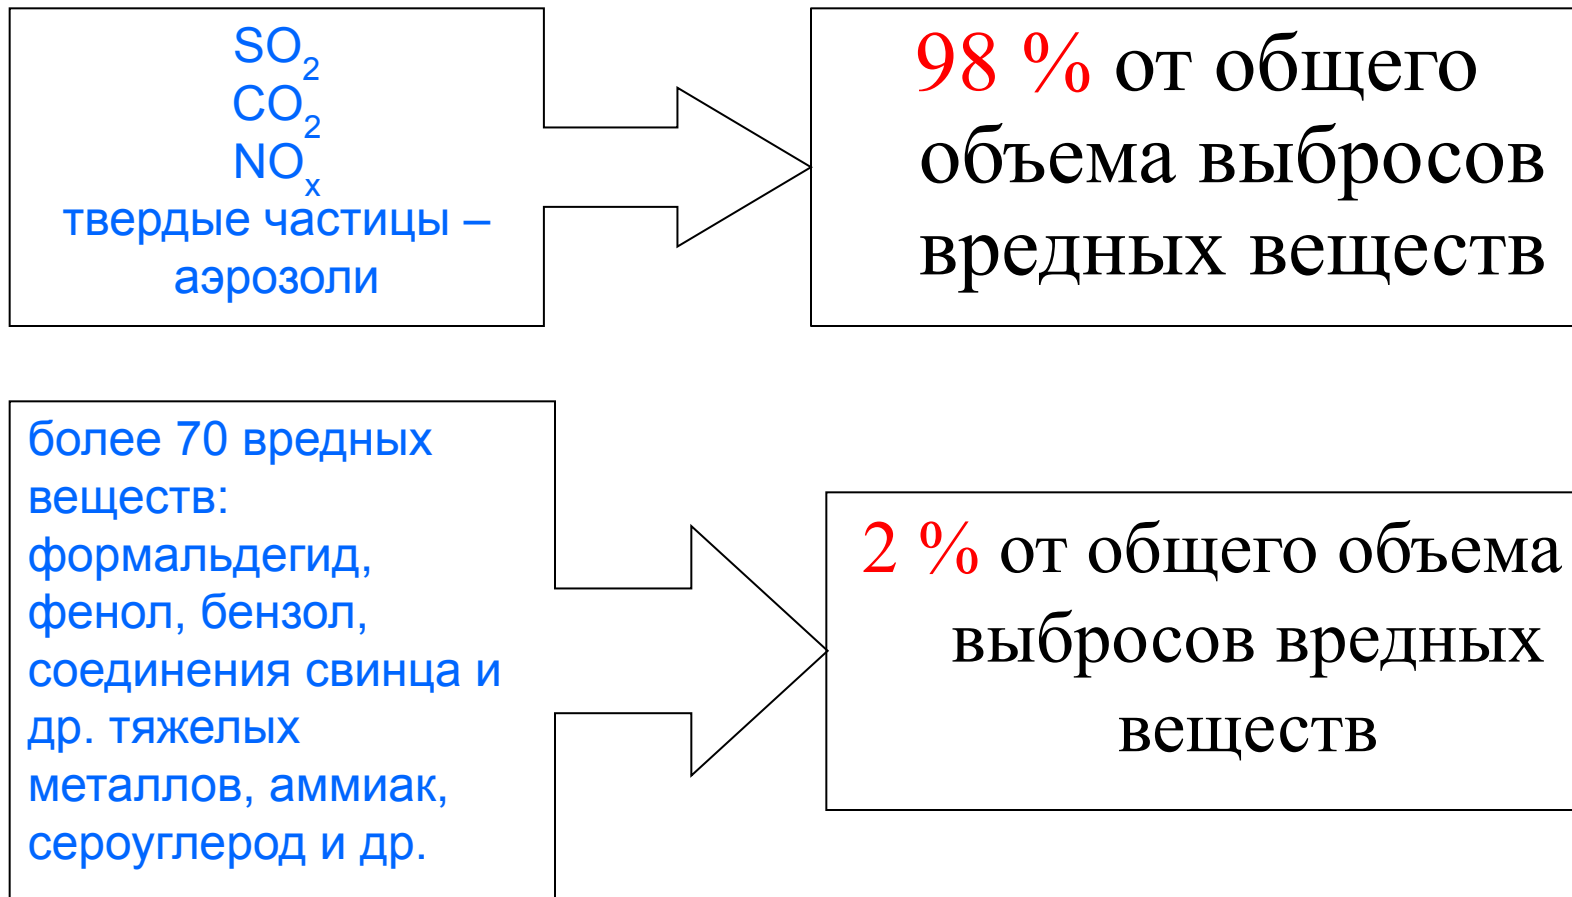 SO₂
CO₂
NOₓ
твердые частицы –
аэрозоли
98 % от общего
объема выбросов
вредных веществ
более 70 вредных
веществ:
формальдегид,
фенол, бензол,
соединения свинца и
др. тяжелых
металлов, аммиак,
сероуглерод и др.
2 % от общего объема
выбросов вредных
веществ